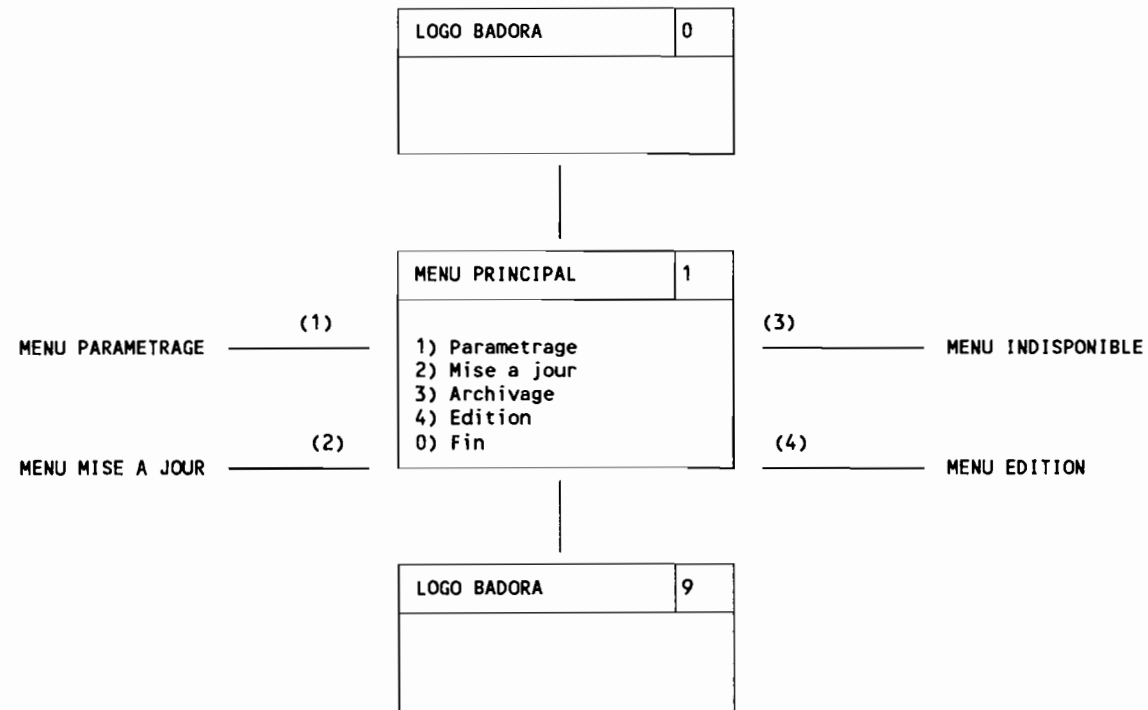 LOGO BADORA 0
MENU PRINCIPAL 1
(1) (3)
MENU PARAMETRAGE MENU INDISPONIBLE
1) Parametrage
2) Mise a jour
3) Archivage
4) Edition
0) Fin
(2) (4)
MENU MISE A JOUR MENU EDITION
LOGO BADORA 9